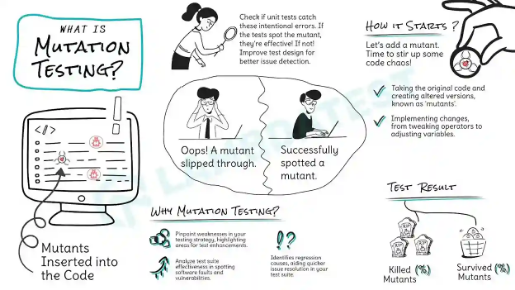 WHAT IS
MUTATION
TESTING?
Check if unit tests catch
these intentional errors. If
the tests spot the mutant,
they're effective! If not!
Improve test design for
better issue detection.
HOW IT STARTS?
Let's add a mutant.
Time to stir up some
code chaos!
Taking the original code and
creating altered versions,
known as 'mutants'.
Implementing changes,
from tweaking operators to
adjusting variables.
</>
Mutants
Inserted into
the Code
Oops! A mutant
slipped through.
Successfully
spotted a
mutant.
WHY MUTATION TESTING?
Pinpoint weaknesses in your
testing strategy, highlighting
areas for test enhancements.
Analyze test suite
effectiveness in spotting
software faults and
vulnerabilities.
!?
Identifies regression
causes, aiding quicker
issue resolution in your
test suite.
TEST RESULT
Killed (%)
Mutants
Survived (%)
Mutants
LAMBDATEST